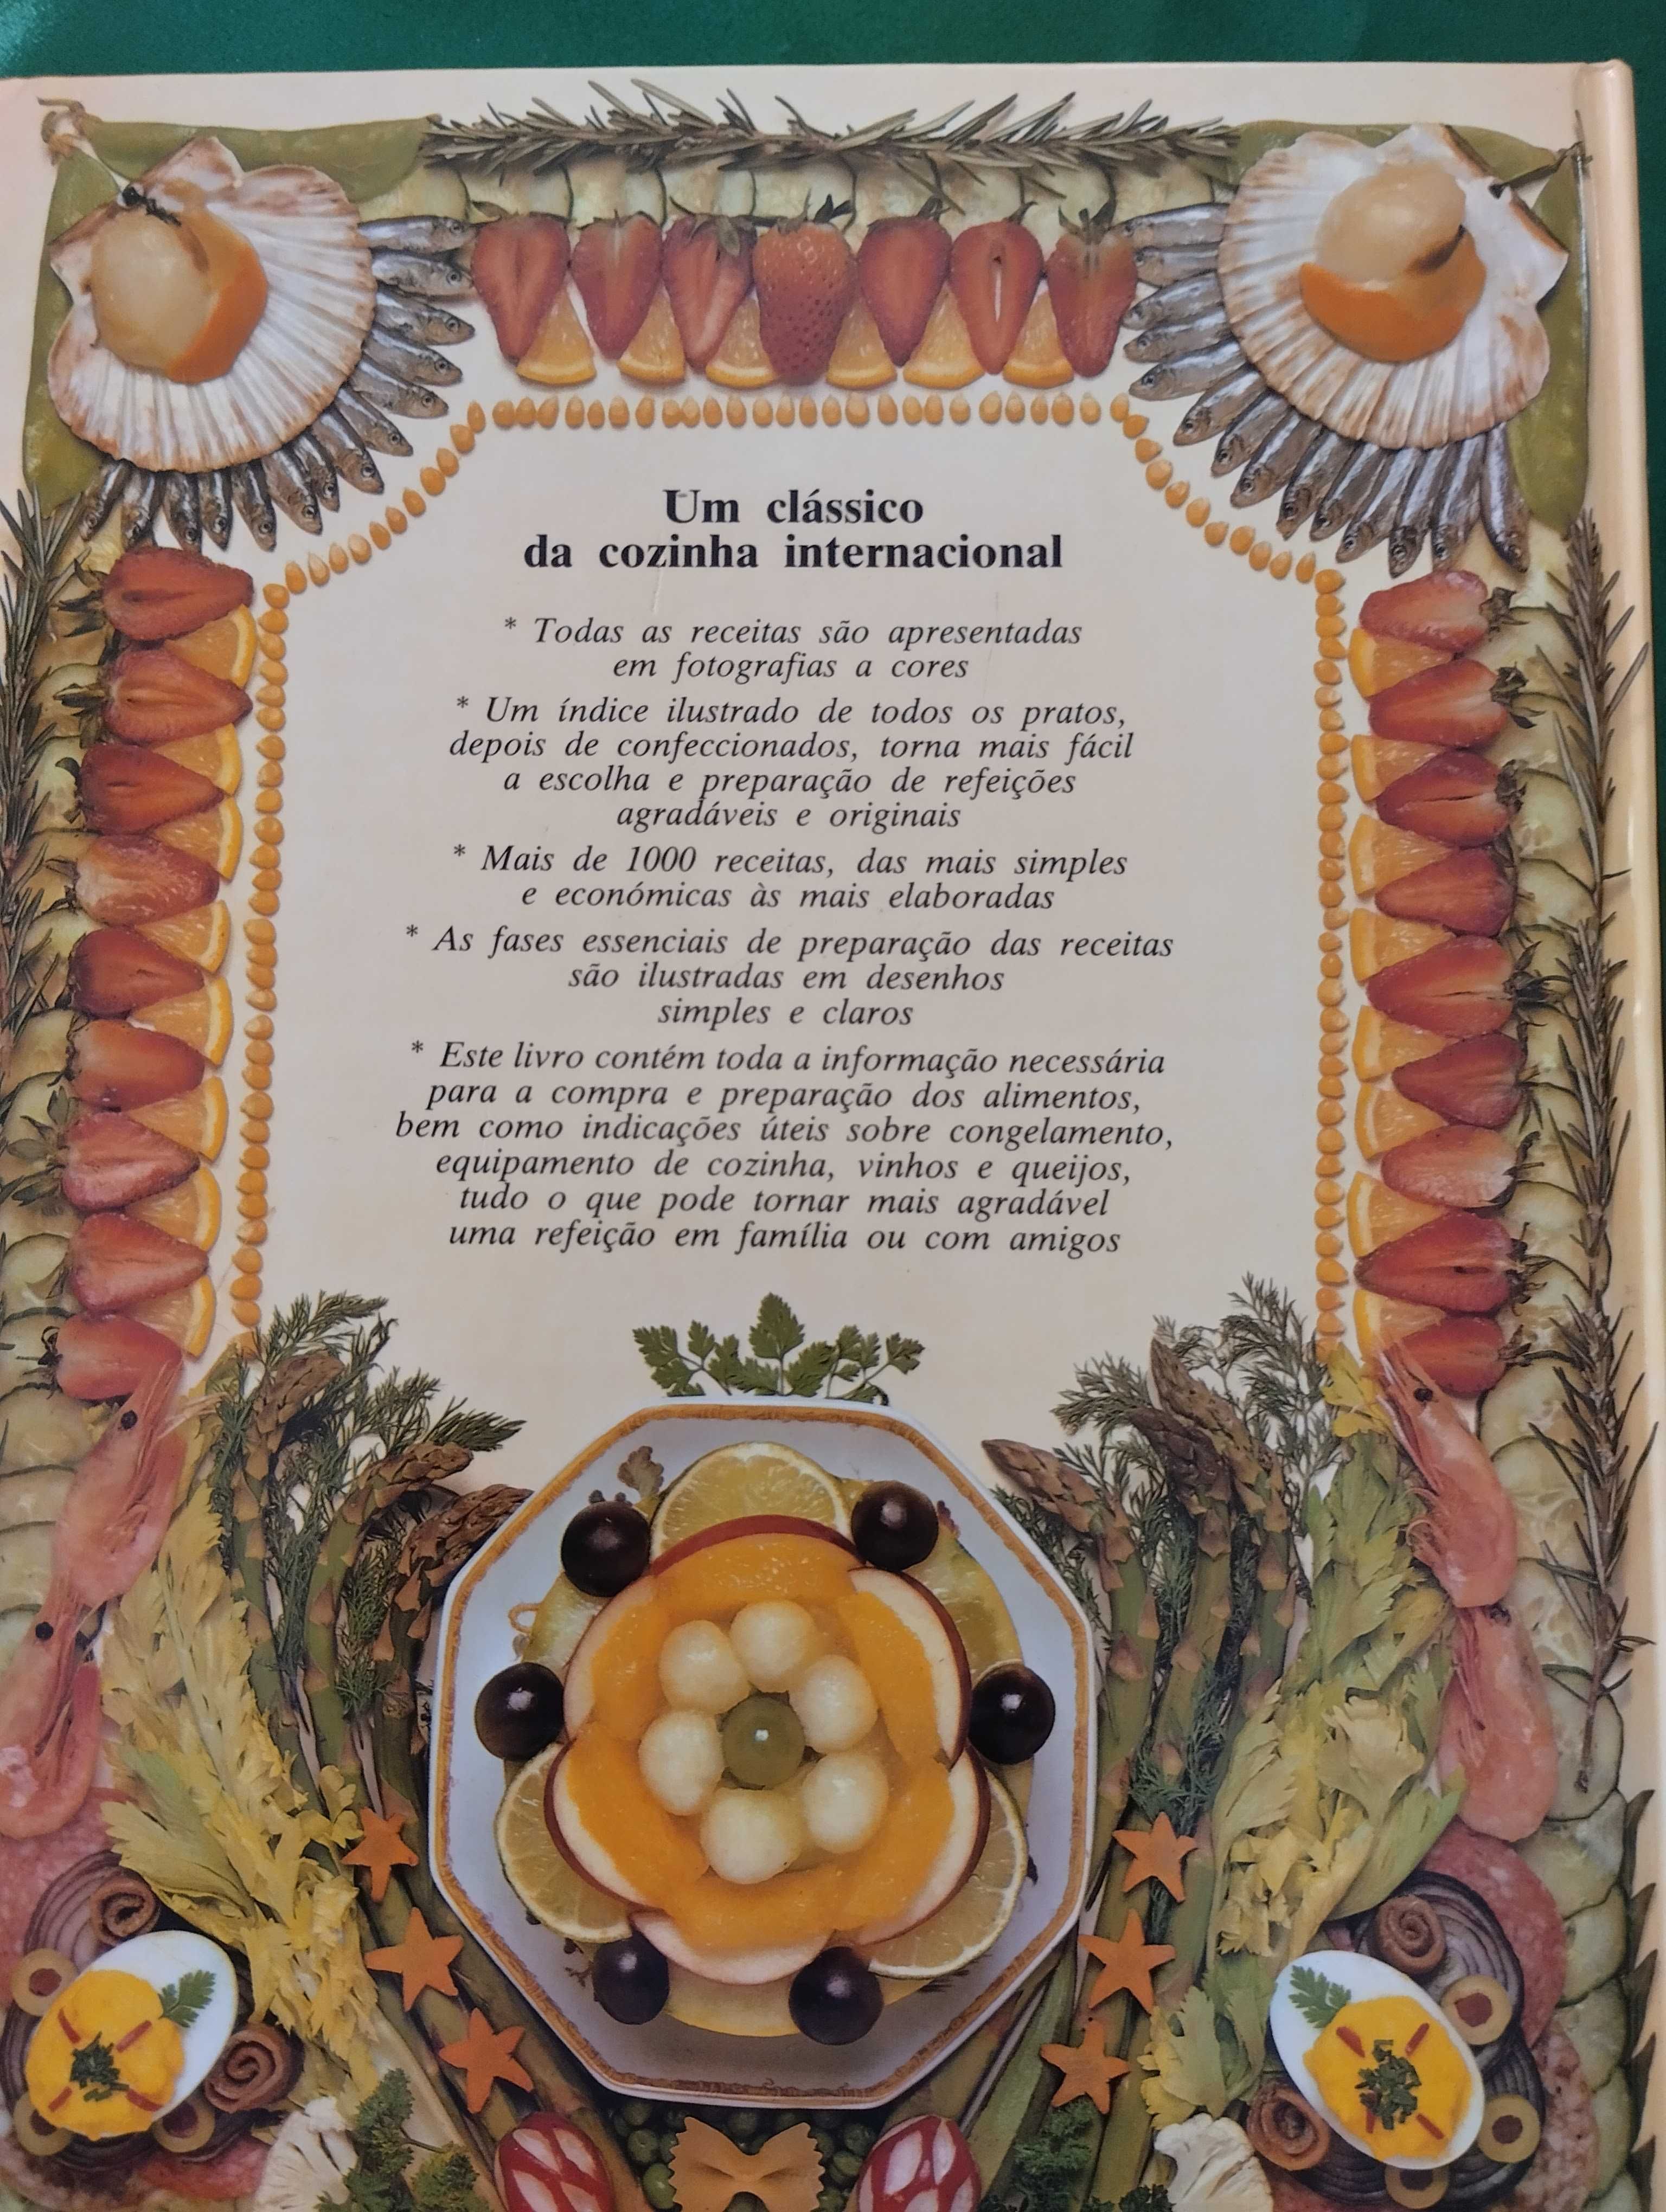 Um clássico
da cozinha internacional
* Todas as receitas são apresentadas
em fotografias a cores
* Um índice ilustrado de todos os pratos,
depois de confeccionados, torna mais fácil
a escolha e preparação de refeições
agradáveis e originais
* Mais de 1000 receitas, das mais simples
e económicas às mais elaboradas
* As fases essenciais de preparação das receitas
são ilustradas em desenhos
simples e claros
* Este livro contém toda a informação necessária
para a compra e preparação dos alimentos,
bem como indicações úteis sobre congelamento,
equipamento de cozinha, vinhos e queijos,
tudo o que pode tornar mais agradável
uma refeição em família ou com amigos